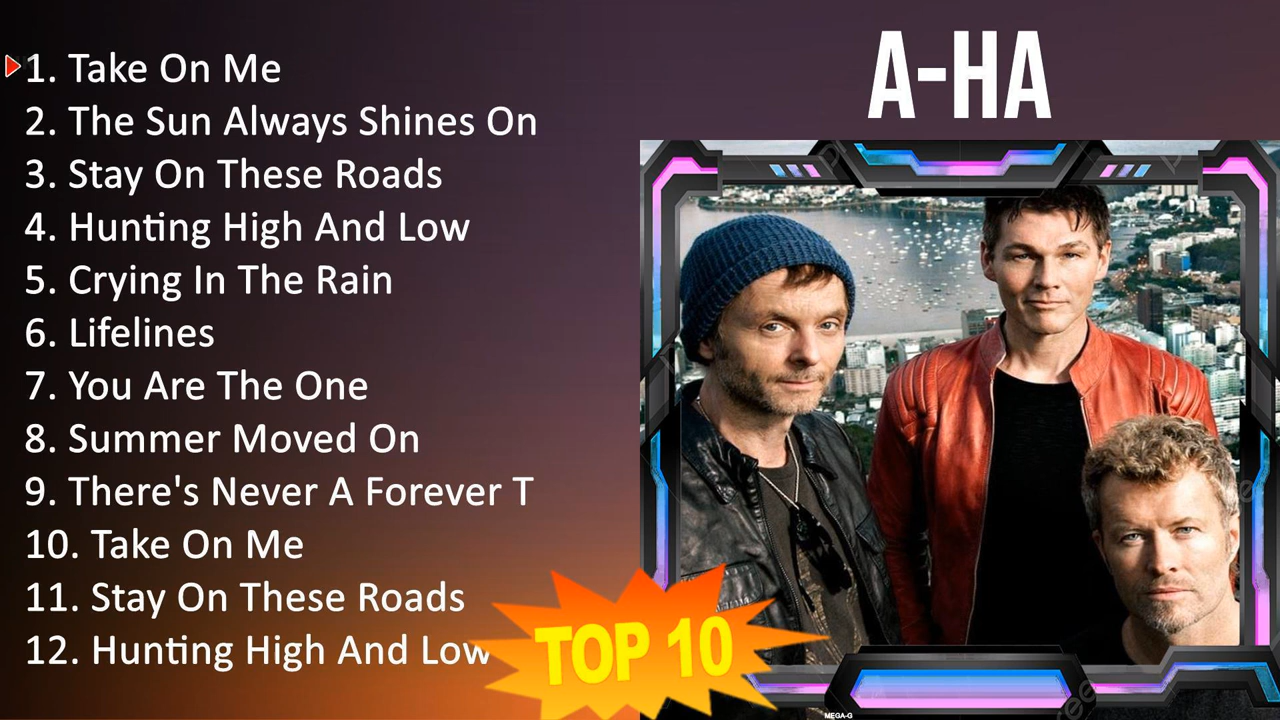 1. Take On Me
2. The Sun Always Shines On
3. Stay On These Roads
4. Hunting High And Low
5. Crying In The Rain
6. Lifelines
7. You Are The One
8. Summer Moved On
9. There's Never A Forever T
10. Take On Me
11. Stay On These Roads
12. Hunting High And Low
A-HA
TOP 10
MEGA-G